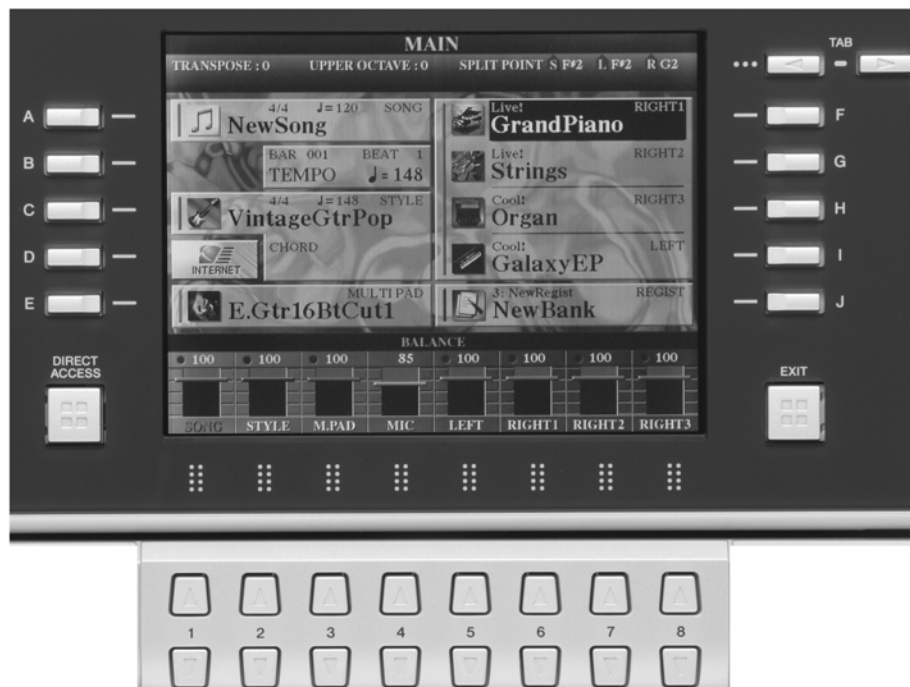 MAIN
TRANSPOSE : 0 UPPER OCTAVE : 0 SPLIT POINT S F#2 L F#2 R G2
TAB
A
B
C
D
E
4/4 ♩= 120 SONG
NewSong
BAR 001 BEAT 1
TEMPO ♩= 148
4/4 ♩= 148 STYLE
VintageGtrPop
INTERNET
CHORD
MULTI PAD
E.Gtr16BtCut1
Live! RIGHT1
GrandPiano
Live! RIGHT2
Strings
Cool! RIGHT3
Organ
Cool! LEFT
GalaxyEP
3: NewRegist REGIST
NewBank
F
G
H
I
J
BALANCE
100 100 100 85 100 100 100 100
SONG STYLE M.PAD MIC LEFT RIGHT1 RIGHT2 RIGHT3
DIRECT
ACCESS
EXIT
1 2 3 4 5 6 7 8